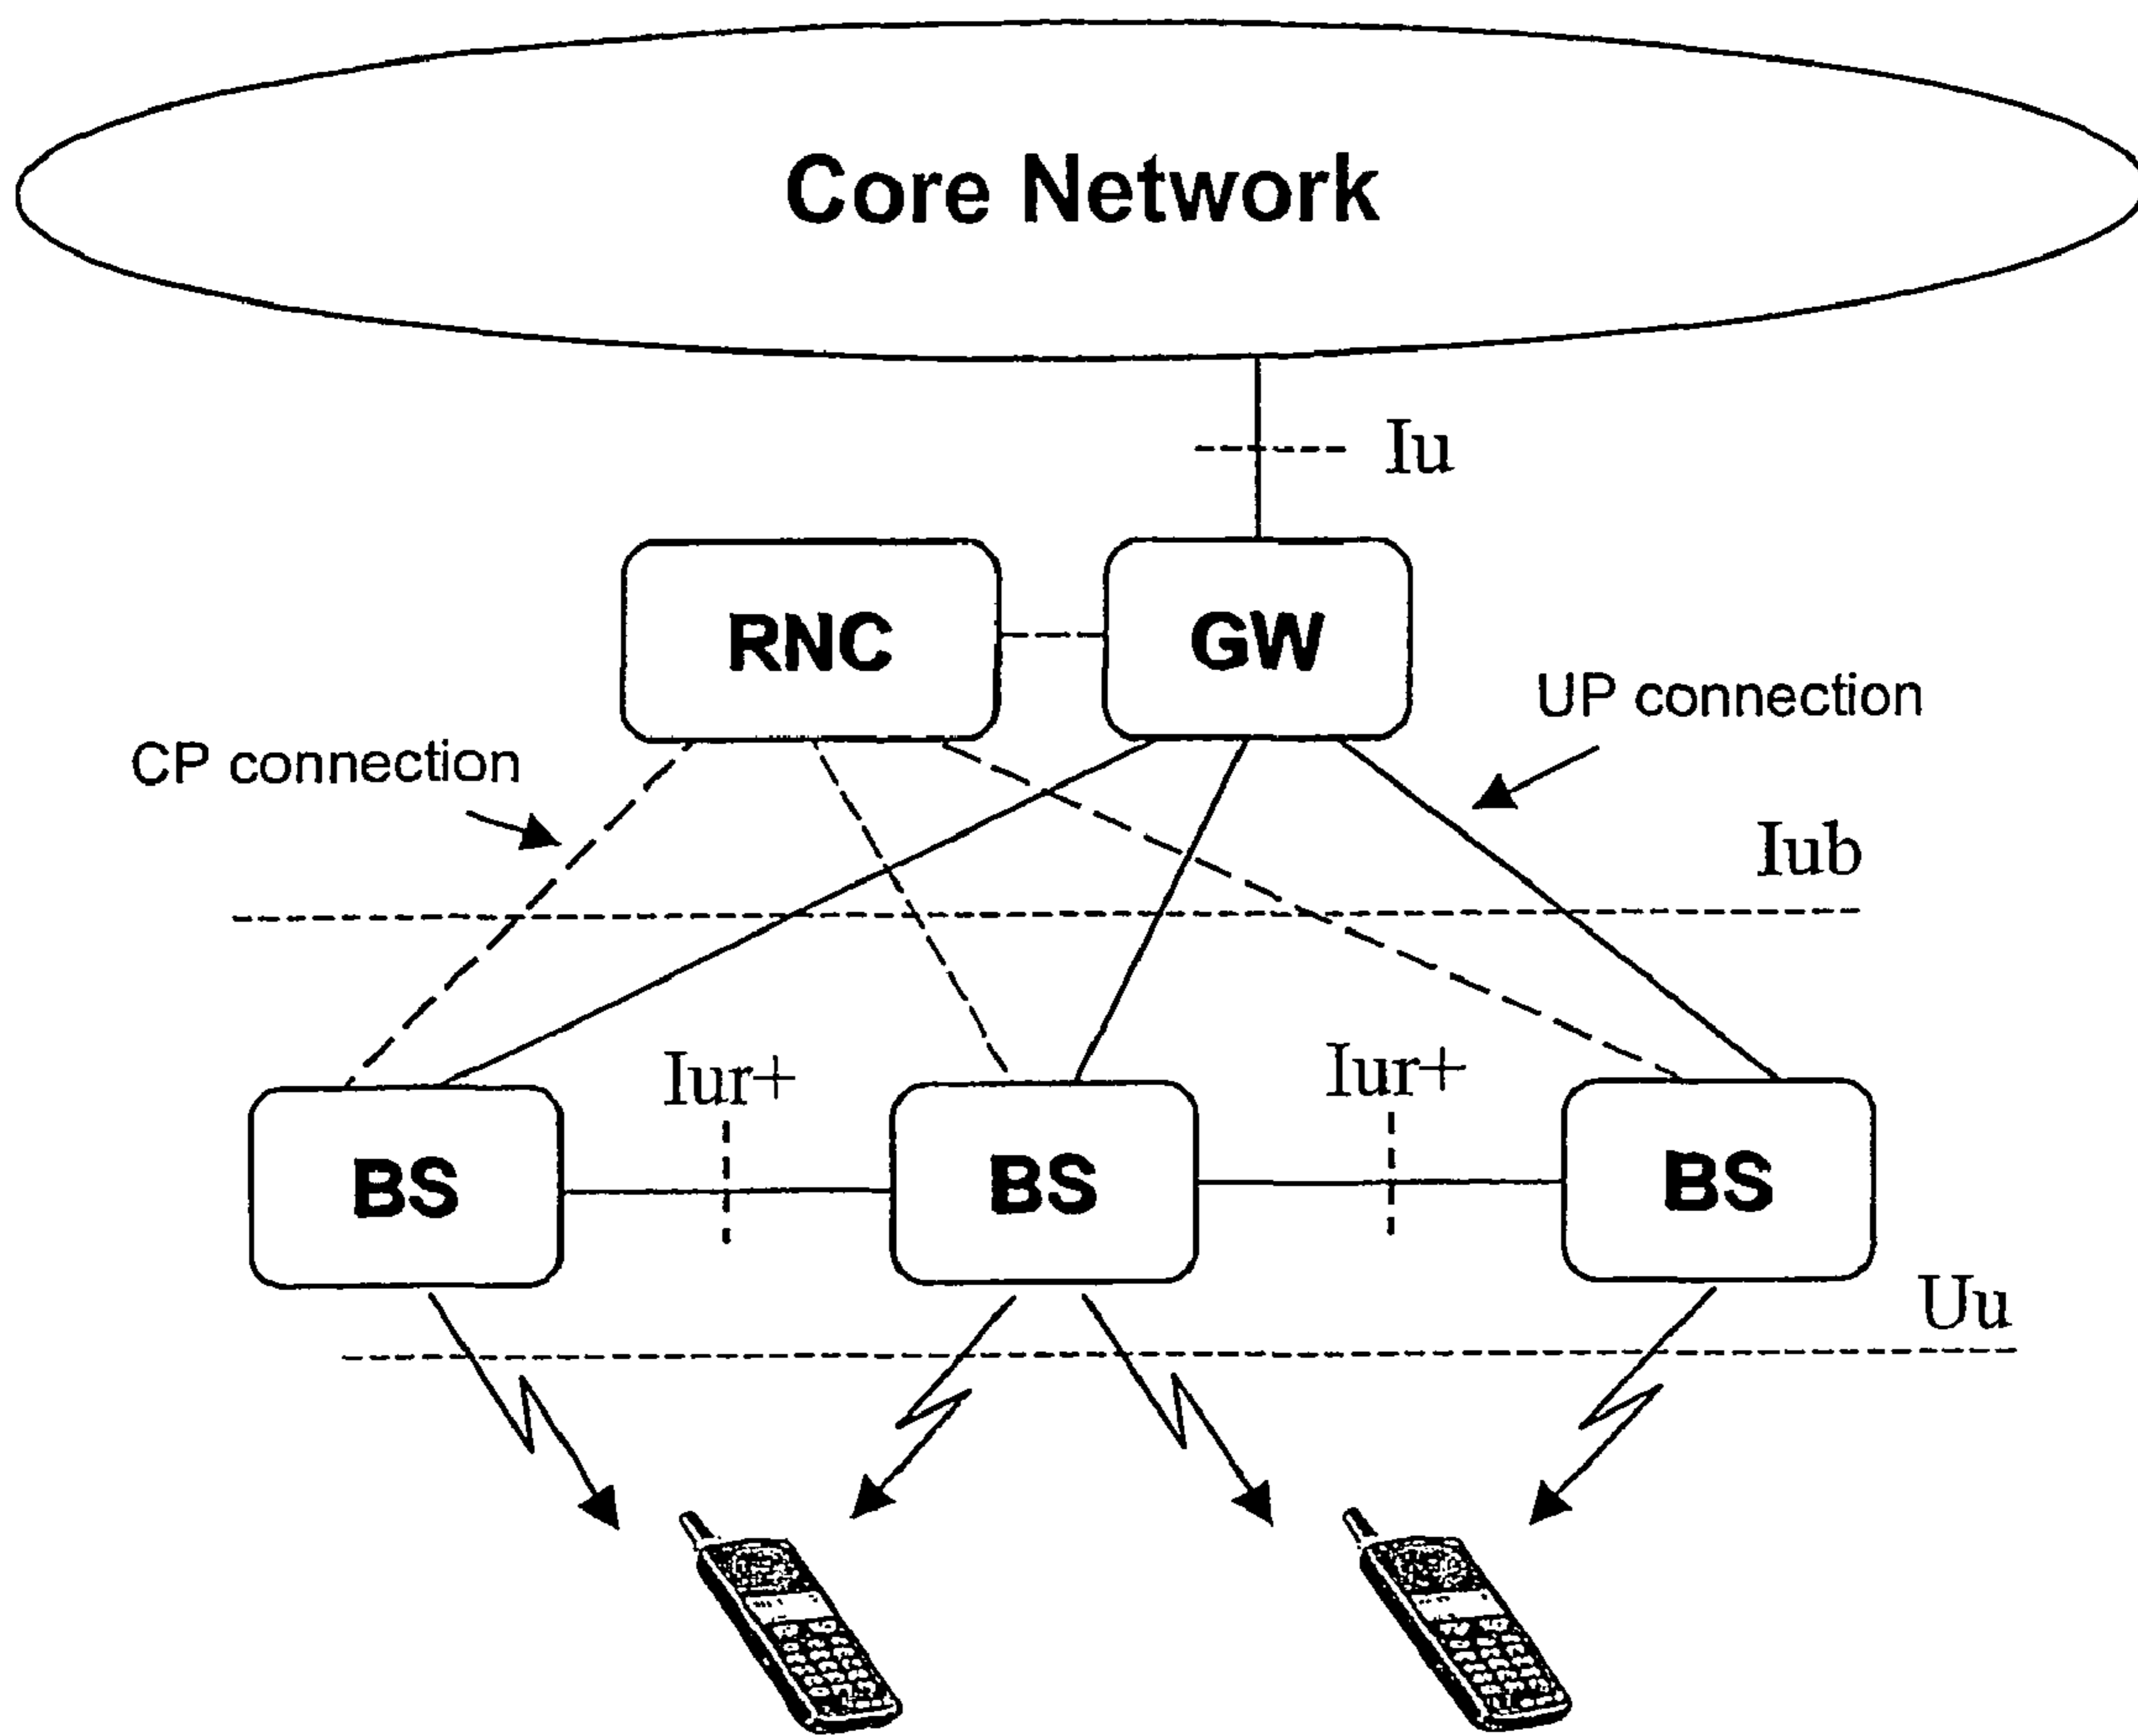 Core Network
Iu
RNC
GW
UP connection
CP connection
Iub
Iur+
Iur+
BS
BS
BS
Uu